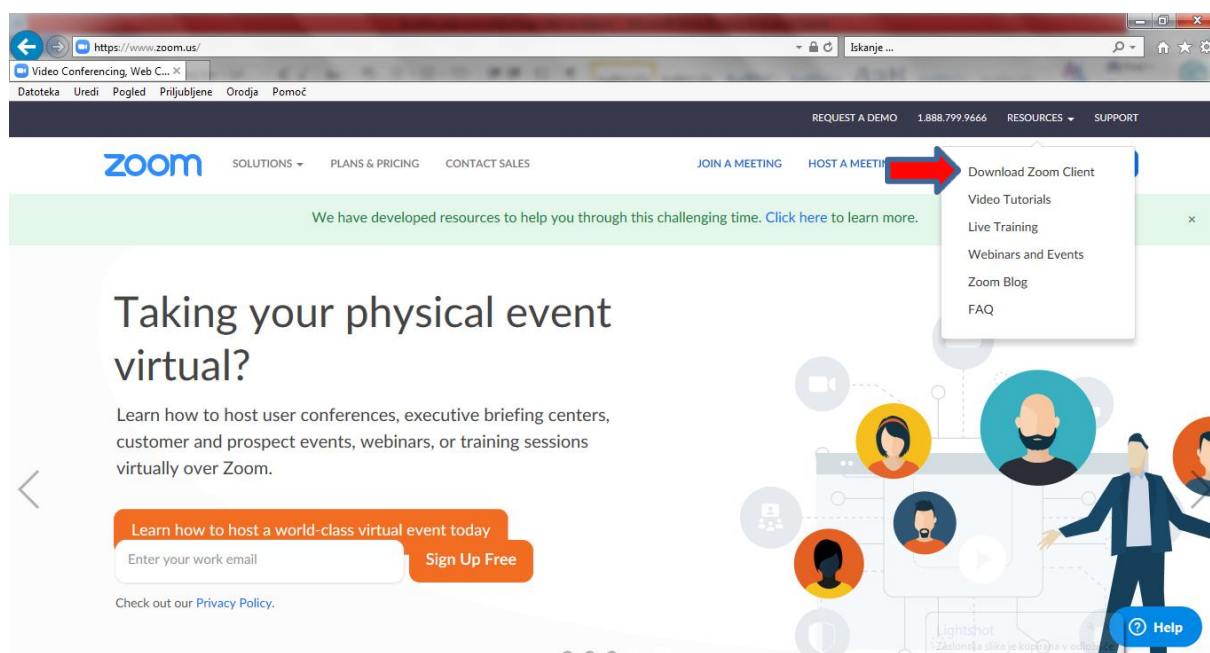 https://www.zoom.us/
Iskanje ...
Video Conferencing, Web C...
Datoteka Uredi Pogled Priljubljene Orodja Pomoč
REQUEST A DEMO 1.888.799.9666 RESOURCES SUPPORT
zoom SOLUTIONS PLANS & PRICING CONTACT SALES JOIN A MEETING HOST A MEETIN
Download Zoom Client
Video Tutorials
Live Training
Webinars and Events
Zoom Blog
FAQ
We have developed resources to help you through this challenging time. Click here to learn more.
Taking your physical event
virtual?
Learn how to host user conferences, executive briefing centers,
customer and prospect events, webinars, or training sessions
virtually over Zoom.
Learn how to host a world-class virtual event today
Enter your work email Sign Up Free
Check out our Privacy Policy.
Help
Lightshot
Zaslonska slika je kopirana v